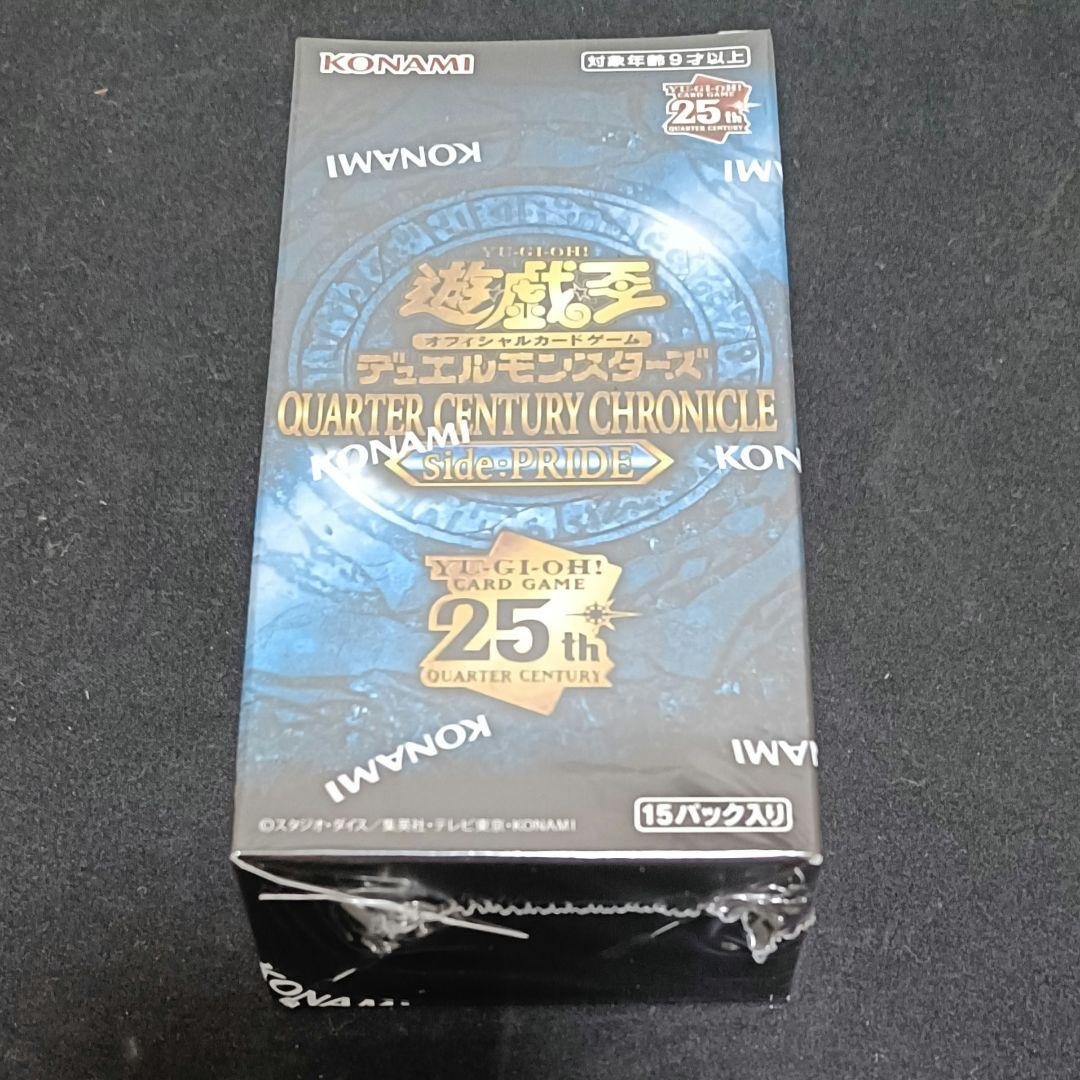 KONAMI
対象年齢9才以上
YU-GI-OH!
CARD GAME
25th
QUARTER CENTURY
KONAMI
KONAMI
YU-GI-OH!
遊戯王
オフィシャルカードゲーム
デュエルモンスターズ
QUARTER CENTURY CHRONICLE
KONAMI
side:PRIDE
KON
YU-GI-OH!
CARD GAME
25th
QUARTER CENTURY
KONAMI
KONAMI
15パック入り
©スタジオ・ダイス/集英社・テレビ東京・KONAMI
KONAMI